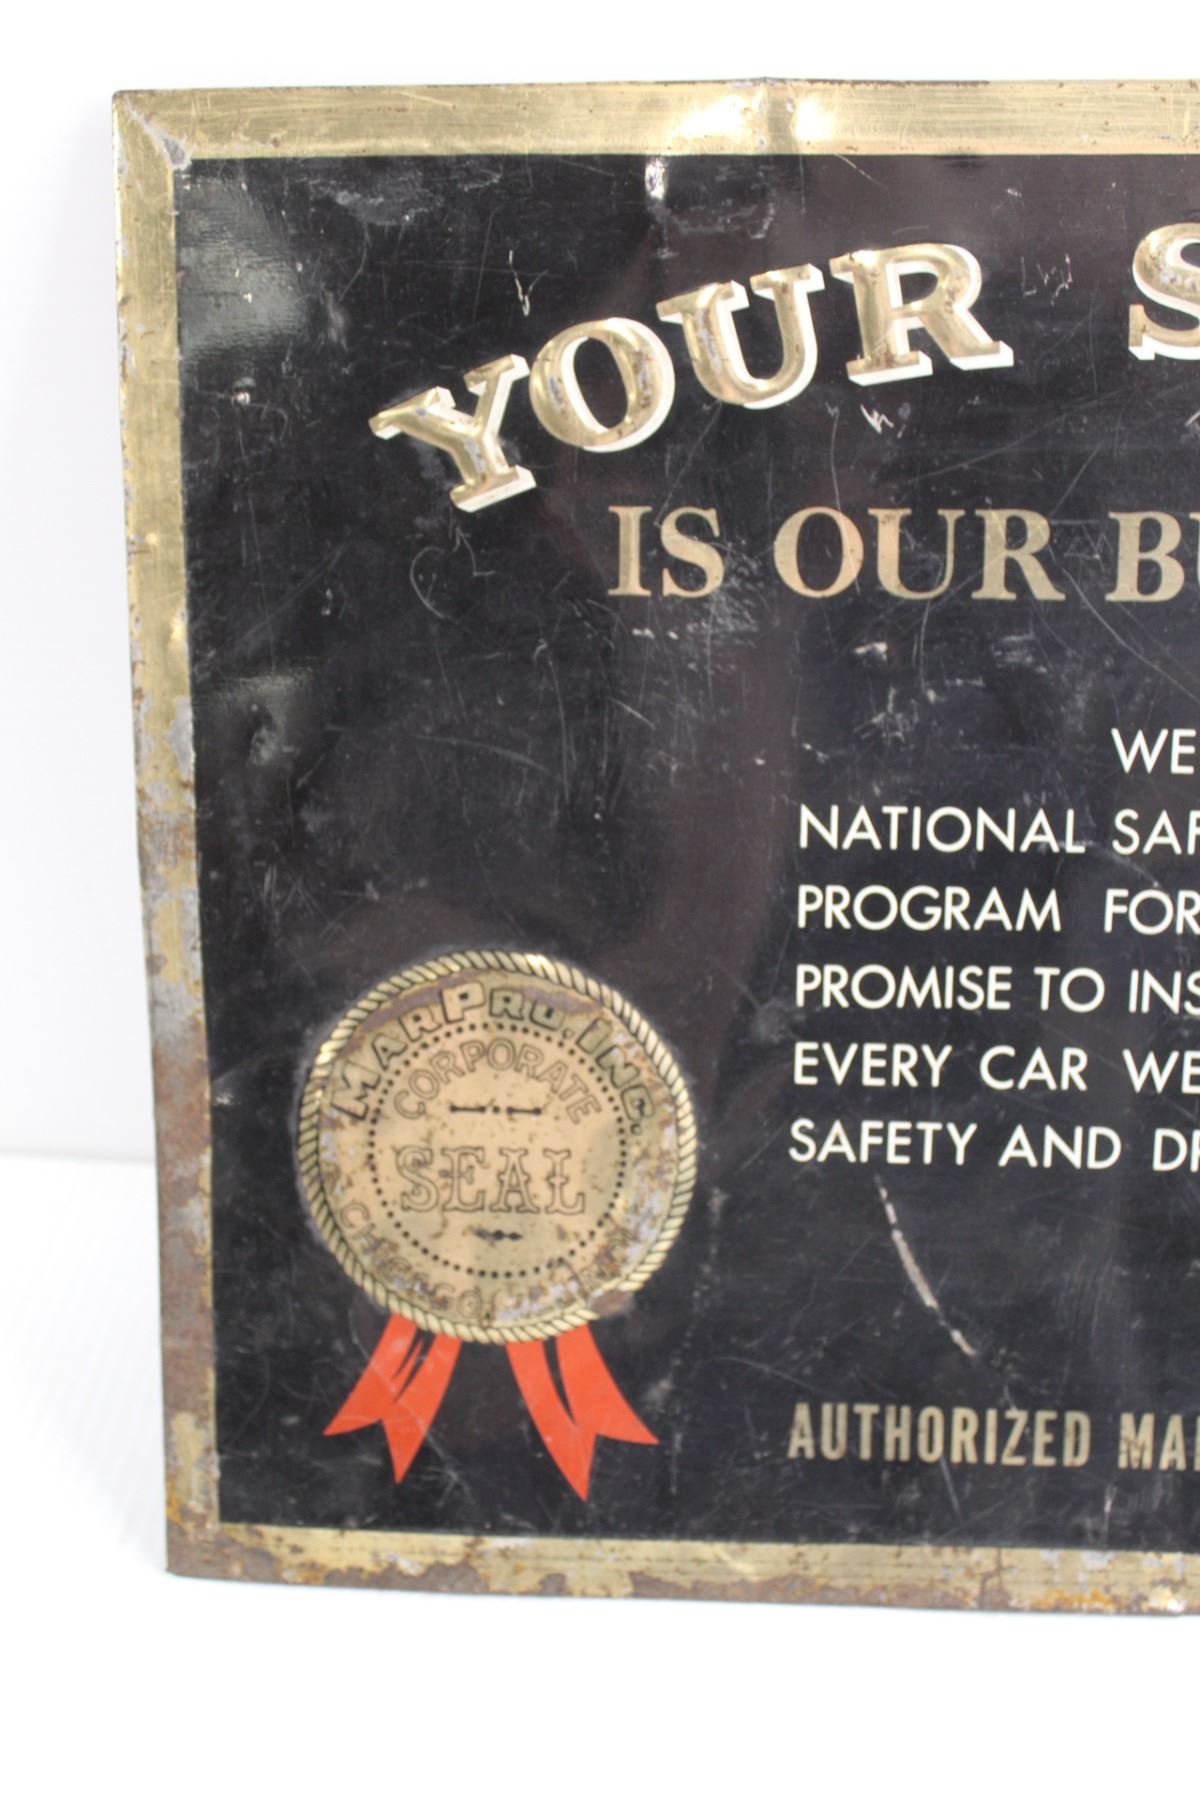 YOUR S
IS OUR BU
WE
NATIONAL SAF
PROGRAM FOR
PROMISE TO INS
EVERY CAR WE
SAFETY AND DR
MARPRO. INC.
CORPORATE
SEAL
AUTHORIZED MAR